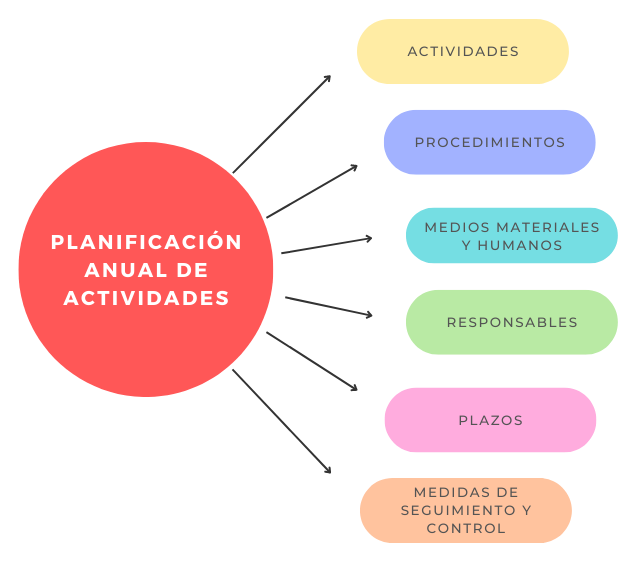 PLANIFICACIÓN
ANUAL DE
ACTIVIDADES
ACTIVIDADES
PROCEDIMIENTOS
MEDIOS MATERIALES
Y HUMANOS
RESPONSABLES
PLAZOS
MEDIDAS DE
SEGUIMIENTO Y
CONTROL